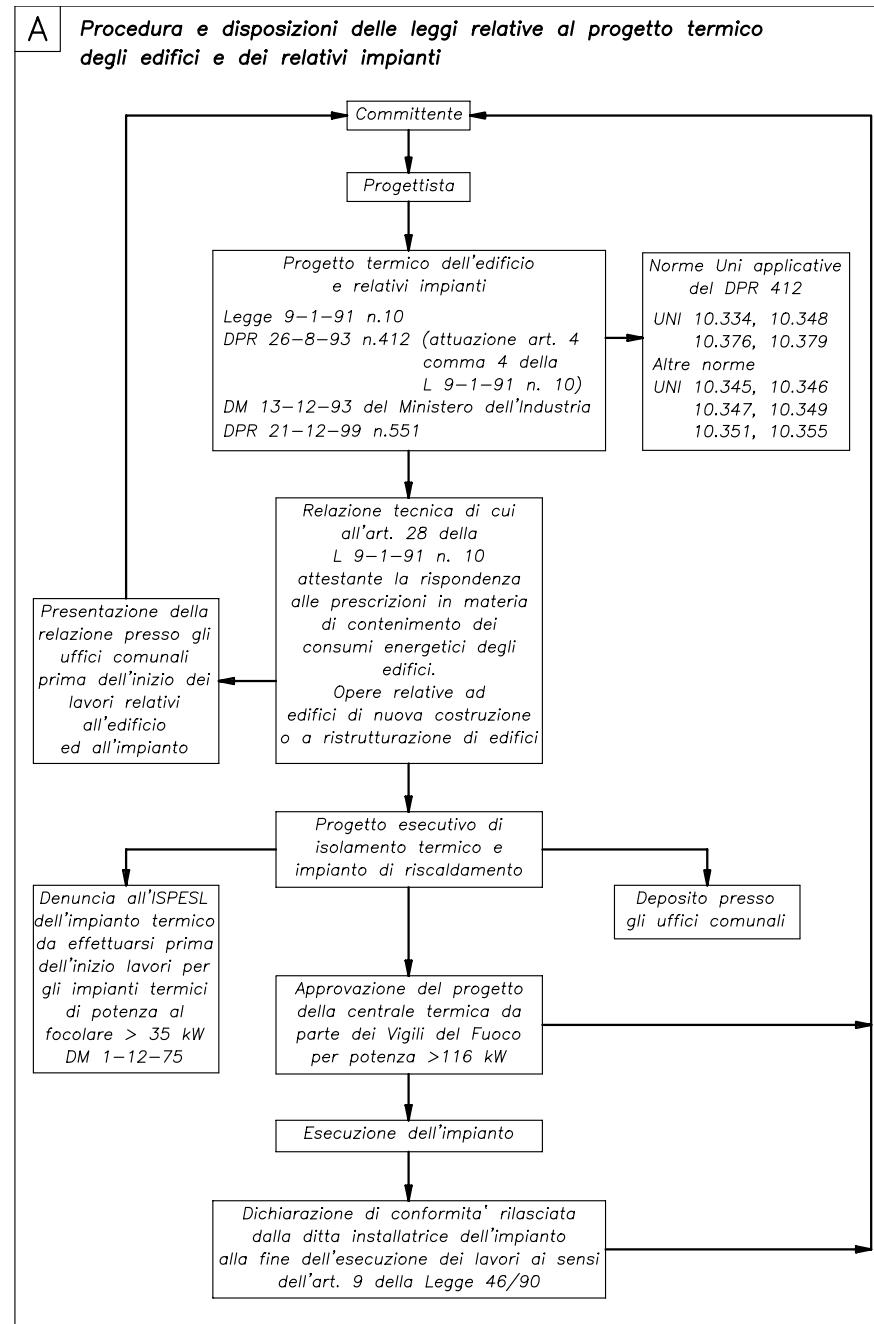 A
Procedura e disposizioni delle leggi relative al progetto termico
degli edifici e dei relativi impianti
Committente
Progettista
Progetto termico dell'edificio
e relativi impianti
Legge 9-1-91 n.10
DPR 26-8-93 n.412 (attuazione art. 4
comma 4 della
L 9-1-91 n. 10)
DM 13-12-93 del Ministero dell'Industria
DPR 21-12-99 n.551
Norme Uni applicative
del DPR 412
UNI 10.334, 10.348
10.376, 10.379
Altre norme
UNI 10.345, 10.346
10.347, 10.349
10.351, 10.355
Relazione tecnica di cui
all'art. 28 della
L 9-1-91 n. 10
attestante la rispondenza
alle prescrizioni in materia
di contenimento dei
consumi energetici degli
edifici.
Opere relative ad
edifici di nuova costruzione
o a ristrutturazione di edifici
Presentazione della
relazione presso gli
uffici comunali
prima dell'inizio dei
lavori relativi
all'edificio
ed all'impianto
Progetto esecutivo di
isolamento termico e
impianto di riscaldamento
Denuncia all'ISPESL
dell'impianto termico
da effettuarsi prima
dell'inizio lavori per
gli impianti termici
di potenza al
focolare > 35 kW
DM 1-12-75
Deposito presso
gli uffici comunali
Approvazione del progetto
della centrale termica da
parte dei Vigili del Fuoco
per potenza >116 kW
Esecuzione dell'impianto
Dichiarazione di conformita' rilasciata
dalla ditta installatrice dell'impianto
alla fine dell'esecuzione dei lavori ai sensi
dell'art. 9 della Legge 46/90